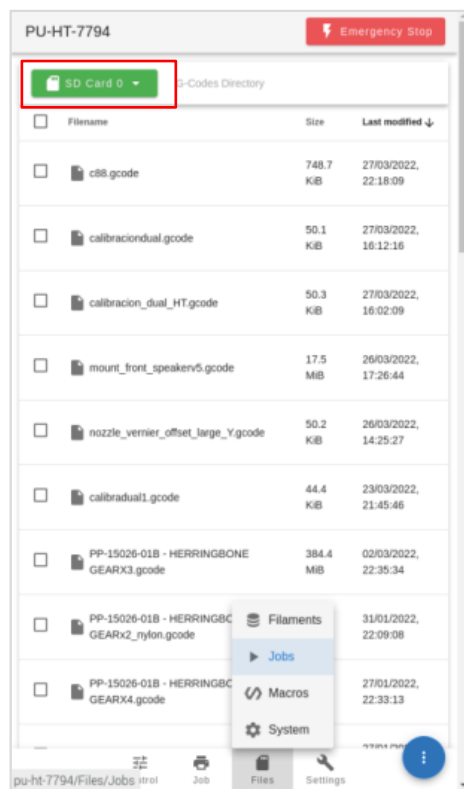 PU-HT-7794
Emergency Stop
SD Card 0
G-Codes Directory
Filename Size Last modified
c88.gcode 748.7 KiB 27/03/2022, 22:18:09
calibraciondual.gcode 50.1 KiB 27/03/2022, 16:12:16
calibracion_dual_HT.gcode 50.3 KiB 27/03/2022, 16:02:09
mount_front_speakerv5.gcode 17.5 MiB 26/03/2022, 17:26:44
nozzle_vernier_offset_large_Y.gcode 50.2 KiB 26/03/2022, 14:25:27
calibradual1.gcode 44.4 KiB 23/03/2022, 21:45:46
PP-15026-01B - HERRINGBONE 384.4 02/03/2022,
GEARX3.gcode MiB 22:35:34
PP-15026-01B - HERRINGBO 31/01/2022,
GEARx2_nylon.gcode 22:09:08
PP-15026-01B - HERRINGBO 27/01/2022,
GEARX4.gcode 22:33:13
Filaments
Jobs
Macros
System
pu-ht-7794/Files/Jobs
Job
Files
Settings